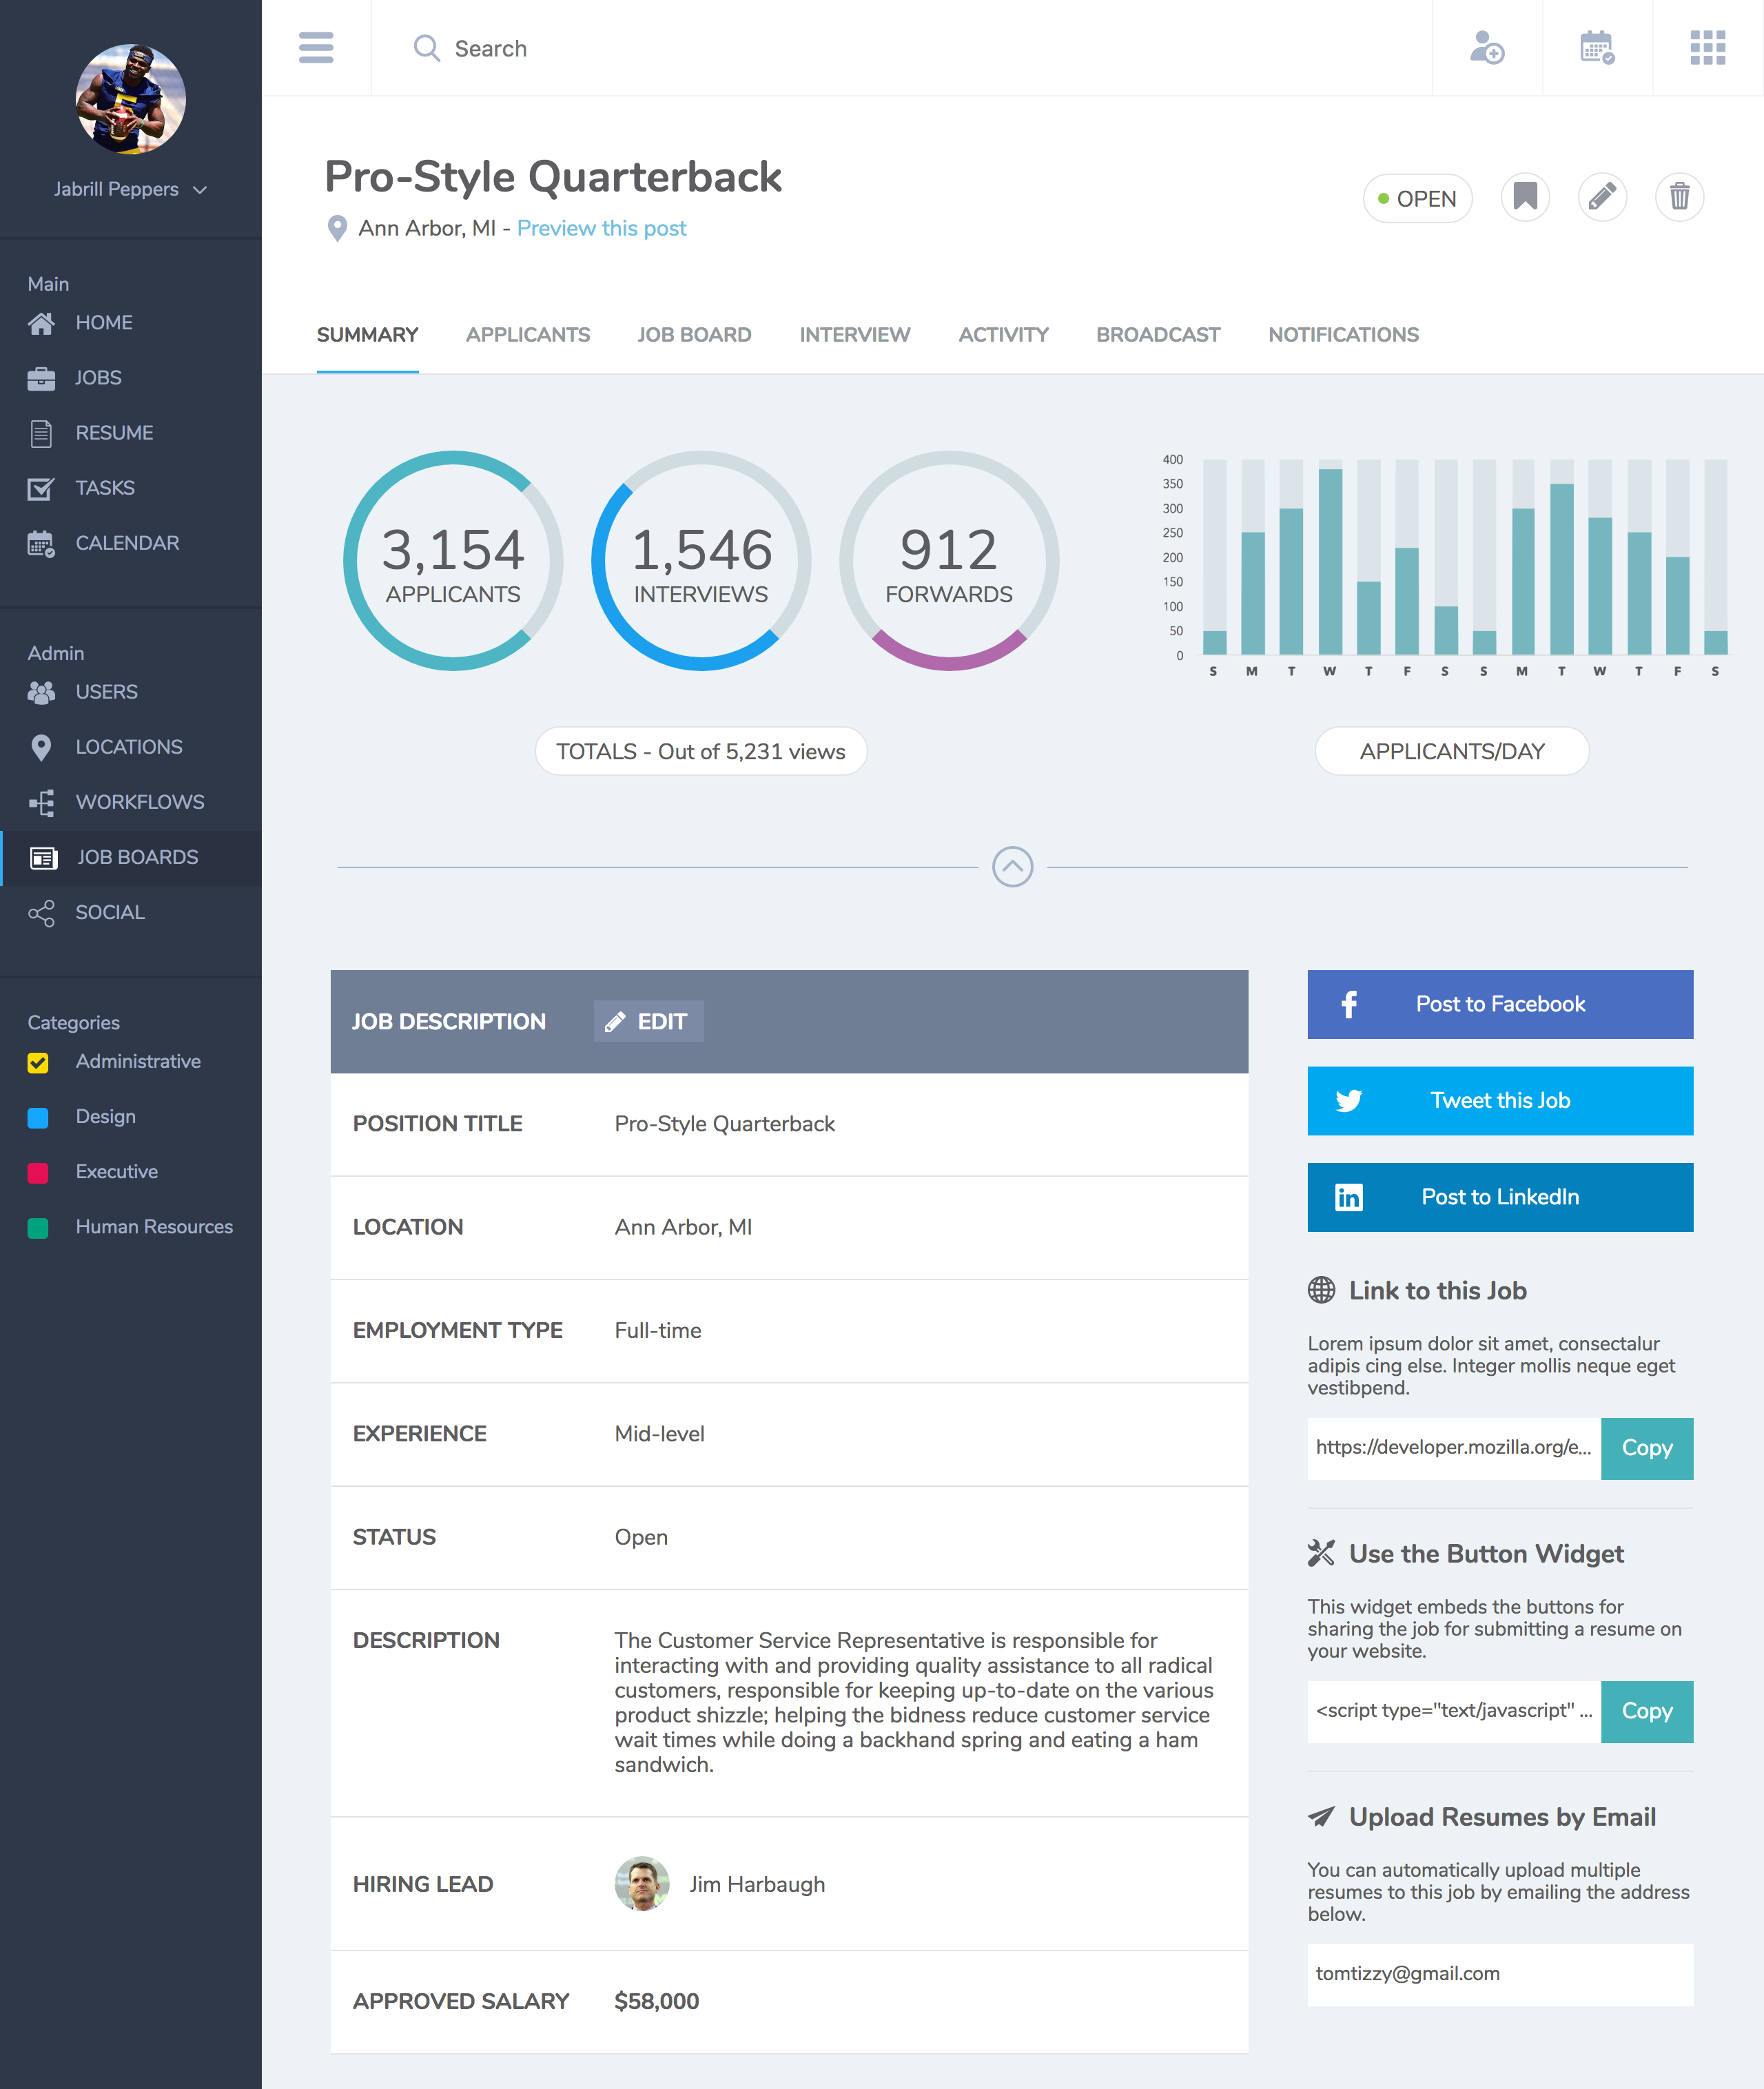 Jabrill Peppers
Main
HOME
JOBS
RESUME
TASKS
CALENDAR
Admin
USERS
LOCATIONS
WORKFLOWS
JOB BOARDS
SOCIAL
Categories
Administrative
Design
Executive
Human Resources
Search
Pro-Style Quarterback
Ann Arbor, MI - Preview this post
OPEN
SUMMARY APPLICANTS JOB BOARD INTERVIEW ACTIVITY BROADCAST NOTIFICATIONS
3,154
APPLICANTS
1,546
INTERVIEWS
912
FORWARDS
TOTALS - Out of 5,231 views
400
350
300
250
200
150
100
50
0
S M T W T F S S M T W T F S
APPLICANTS/DAY
JOB DESCRIPTION EDIT
POSITION TITLE Pro-Style Quarterback
LOCATION Ann Arbor, MI
EMPLOYMENT TYPE Full-time
EXPERIENCE Mid-level
STATUS Open
DESCRIPTION The Customer Service Representative is responsible for
interacting with and providing quality assistance to all radical
customers, responsible for keeping up-to-date on the various
product shizzle; helping the bidness reduce customer service
wait times while doing a backhand spring and eating a ham
sandwich.
HIRING LEAD Jim Harbaugh
APPROVED SALARY $58,000
Post to Facebook
Tweet this Job
Post to LinkedIn
Link to this Job
Lorem ipsum dolor sit amet, consectalur
adipis cing else. Integer mollis neque eget
vestibpend.
https://developer.mozilla.org/e... Copy
Use the Button Widget
This widget embeds the buttons for
sharing the job for submitting a resume on
your website.
<script type="text/javascript" ... Copy
Upload Resumes by Email
You can automatically upload multiple
resumes to this job by emailing the address
below.
tomtizzy@gmail.com